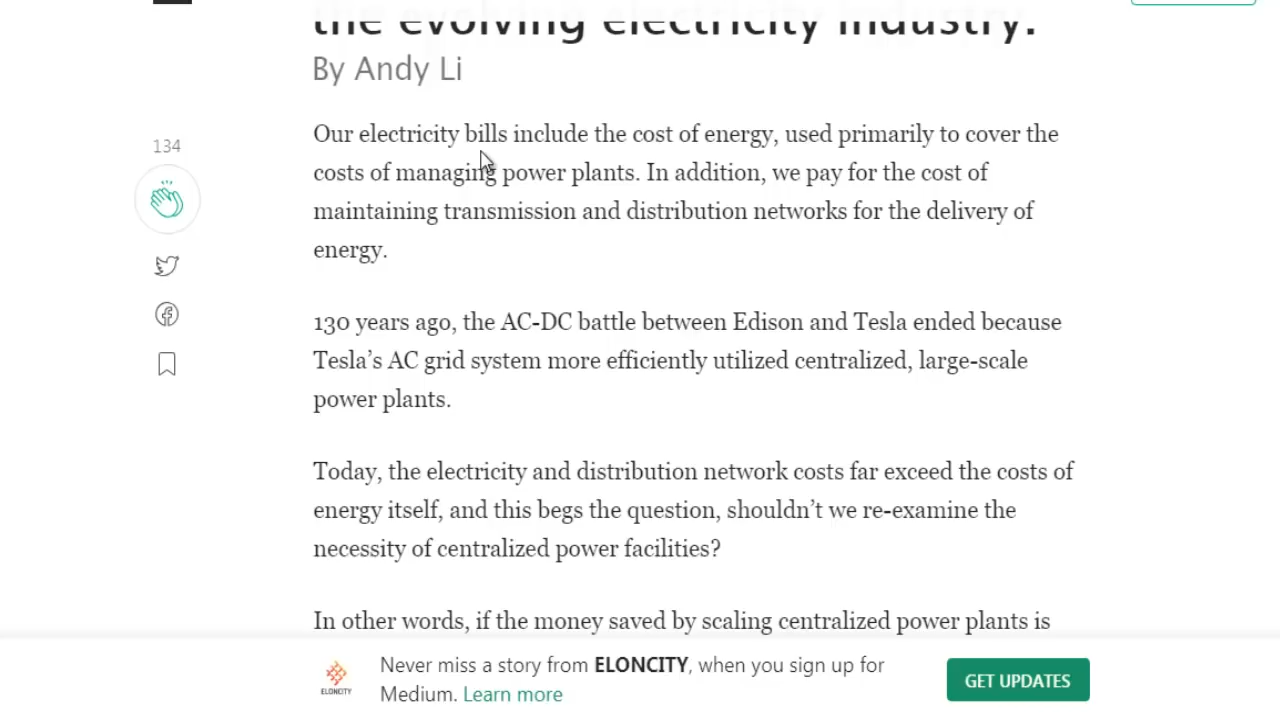 the evolving electricity industry.
By Andy Li
134
Our electricity bills include the cost of energy, used primarily to cover the
costs of managing power plants. In addition, we pay for the cost of
maintaining transmission and distribution networks for the delivery of
energy.
130 years ago, the AC-DC battle between Edison and Tesla ended because
Tesla’s AC grid system more efficiently utilized centralized, large-scale
power plants.
Today, the electricity and distribution network costs far exceed the costs of
energy itself, and this begs the question, shouldn’t we re-examine the
necessity of centralized power facilities?
In other words, if the money saved by scaling centralized power plants is
ELONCITY
Never miss a story from ELONCITY, when you sign up for
Medium. Learn more
GET UPDATES